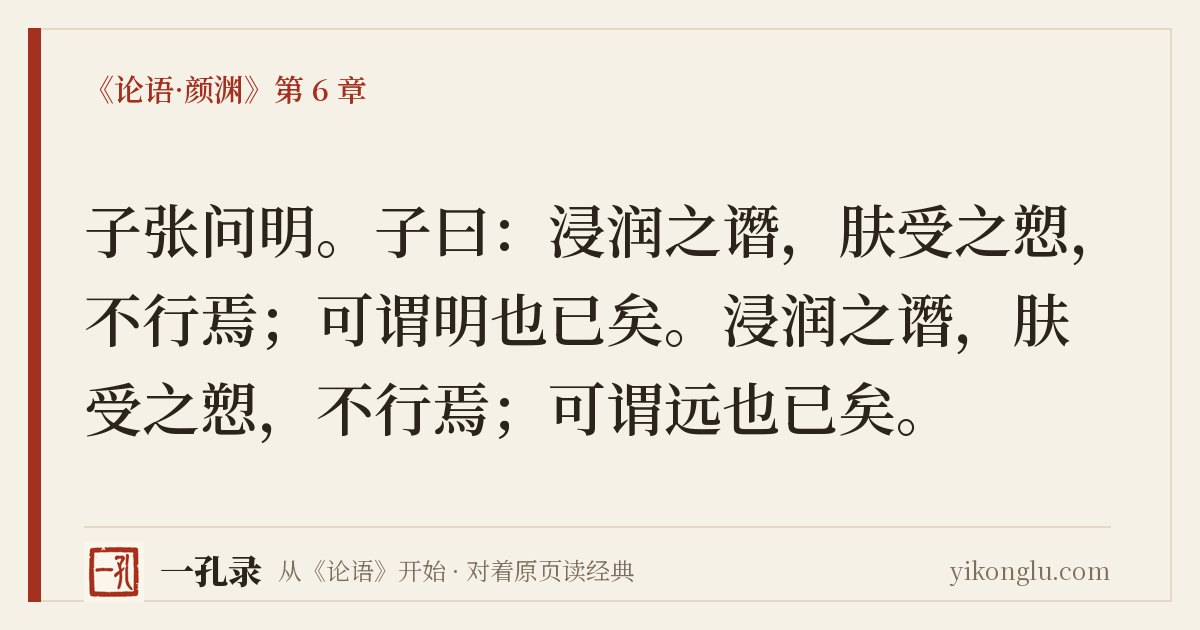 《论语·颜渊》第 6 章
子张问明。子曰：浸润之谮，肤受之愬，
不行焉；可谓明也已矣。浸润之谮，肤
受之愬，不行焉；可谓远也已矣。
一孔
一孔录 从《论语》开始 · 对着原页读经典 yikonglu.com